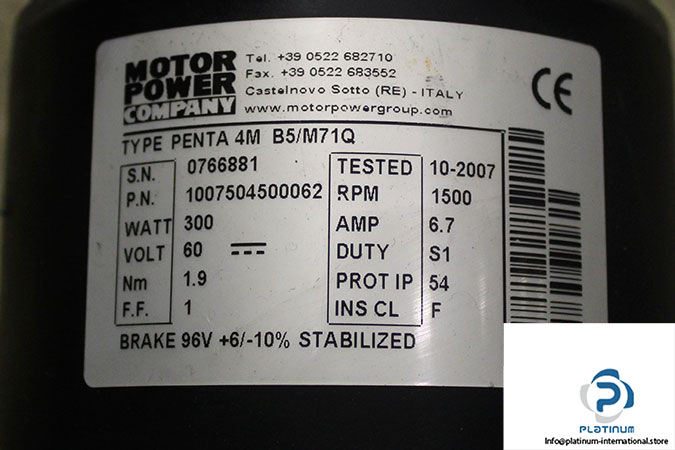 MOTOR POWER COMPANY
Tel. +39 0522 682710
Fax. +39 0522 683552
Castelnovo Sotto (RE) - ITALY
www.motorpowergroup.com
CE
TYPE PENTA 4M B5/M71Q
S.N. 0766881 TESTED 10-2007
P.N. 1007504500062 RPM 1500
WATT 300 AMP 6.7
VOLT 60 DUTY S1
Nm 1.9 PROT IP 54
F.F. 1 INS CL F
BRAKE 96V +6/-10% STABILIZED
PLATINUM
Info@platinum-international.store